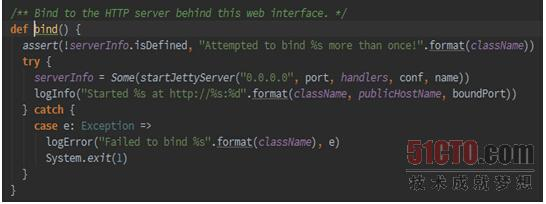 /** Bind to the HTTP server behind this web interface. */
def bind() {
  assert(!serverInfo.isDefined, "Attempted to bind %s more than once!".format(className))
  try {
    serverInfo = Some(startJettyServer("0.0.0.0", port, handlers, conf, name))
    logInfo("Started %s at http://%s:%d".format(className, publicHostName, boundPort))
  } catch {
    case e: Exception =>
      logError("Failed to bind %s".format(className), e)
      System.exit(1)
  }
}
51CTO.com
技术成就梦想